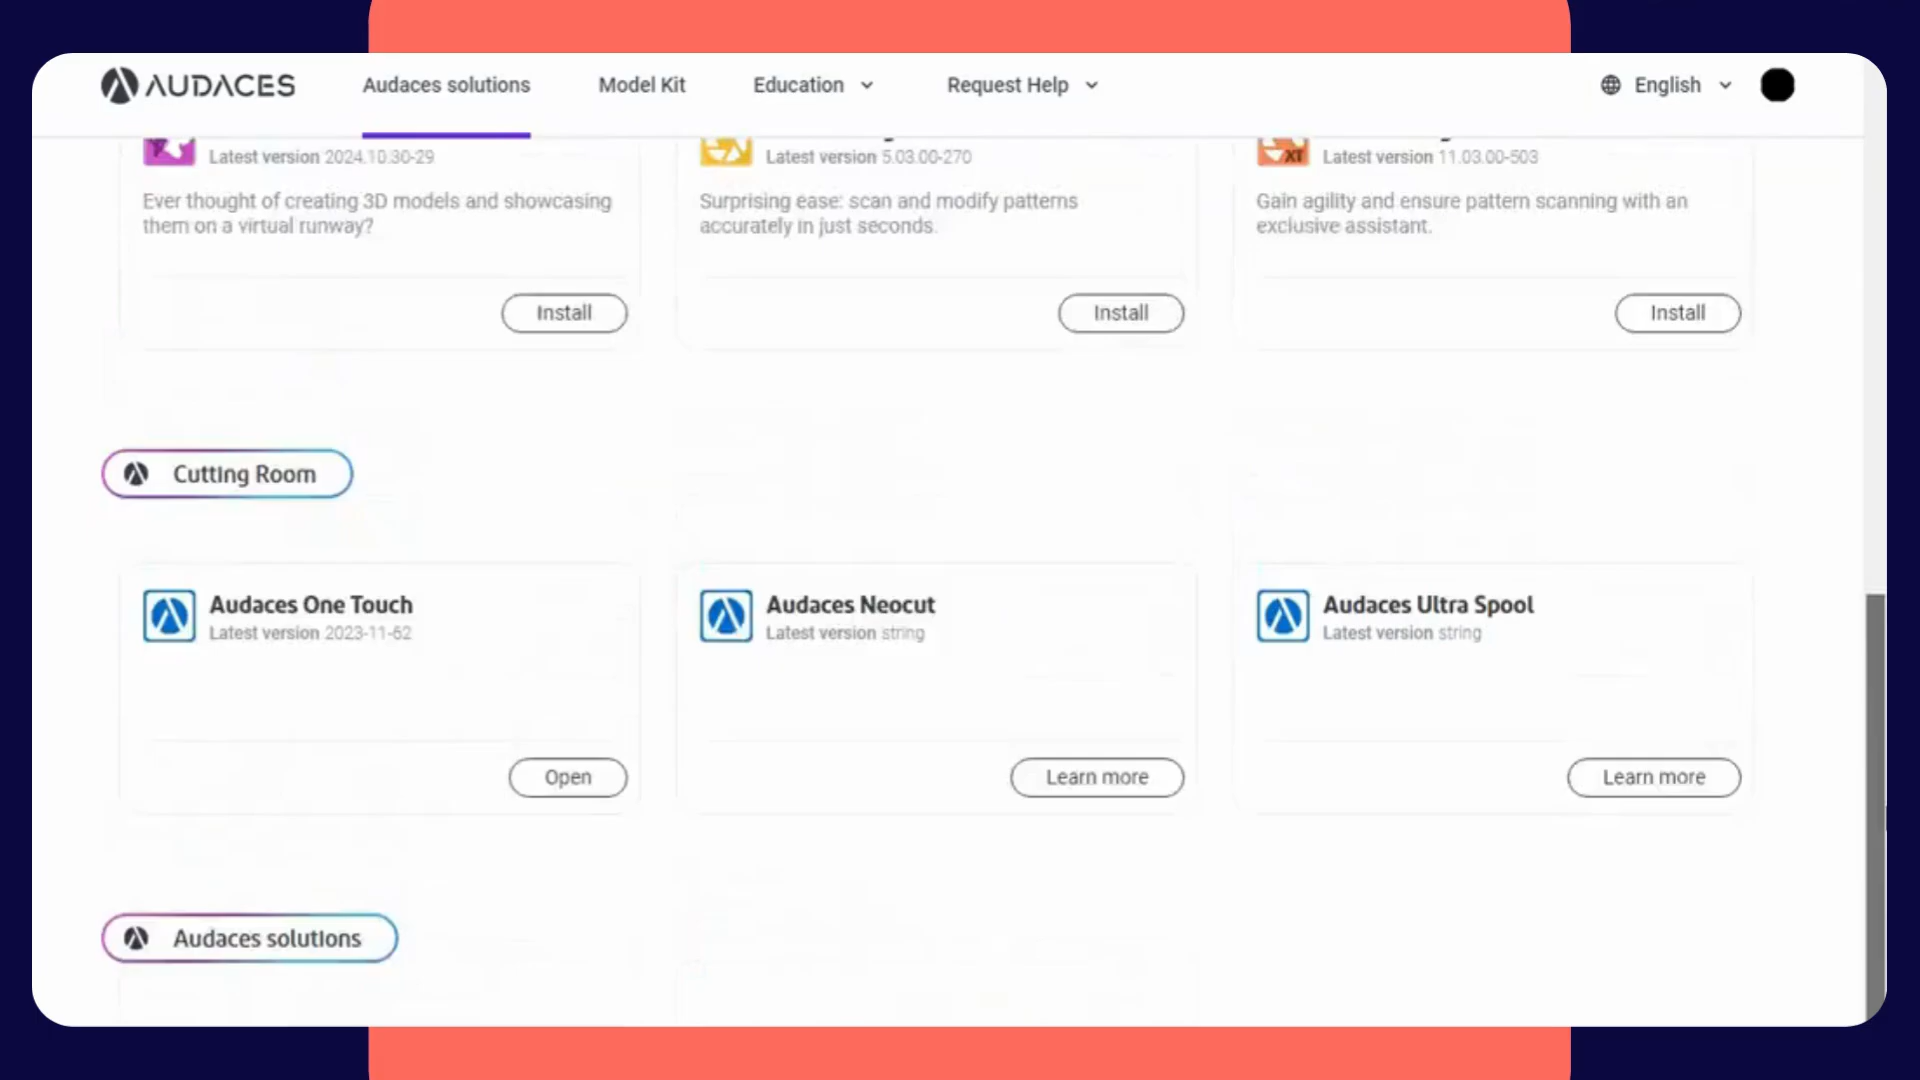 AUDACES
Audaces solutions
Model Kit
Education
Request Help
English
Latest version 2024.10.30-29
Ever thought of creating 3D models and showcasing
them on a virtual runway?
Install
Latest version 5.03.00-270
Surprising ease: scan and modify patterns
accurately in just seconds.
Install
XT
Latest version 11.03.00-503
Gain agility and ensure pattern scanning with an
exclusive assistant.
Install
Cutting Room
Audaces One Touch
Latest version 2023-11-62
Open
Audaces Neocut
Latest version string
Learn more
Audaces Ultra Spool
Latest version string
Learn more
Audaces solutions